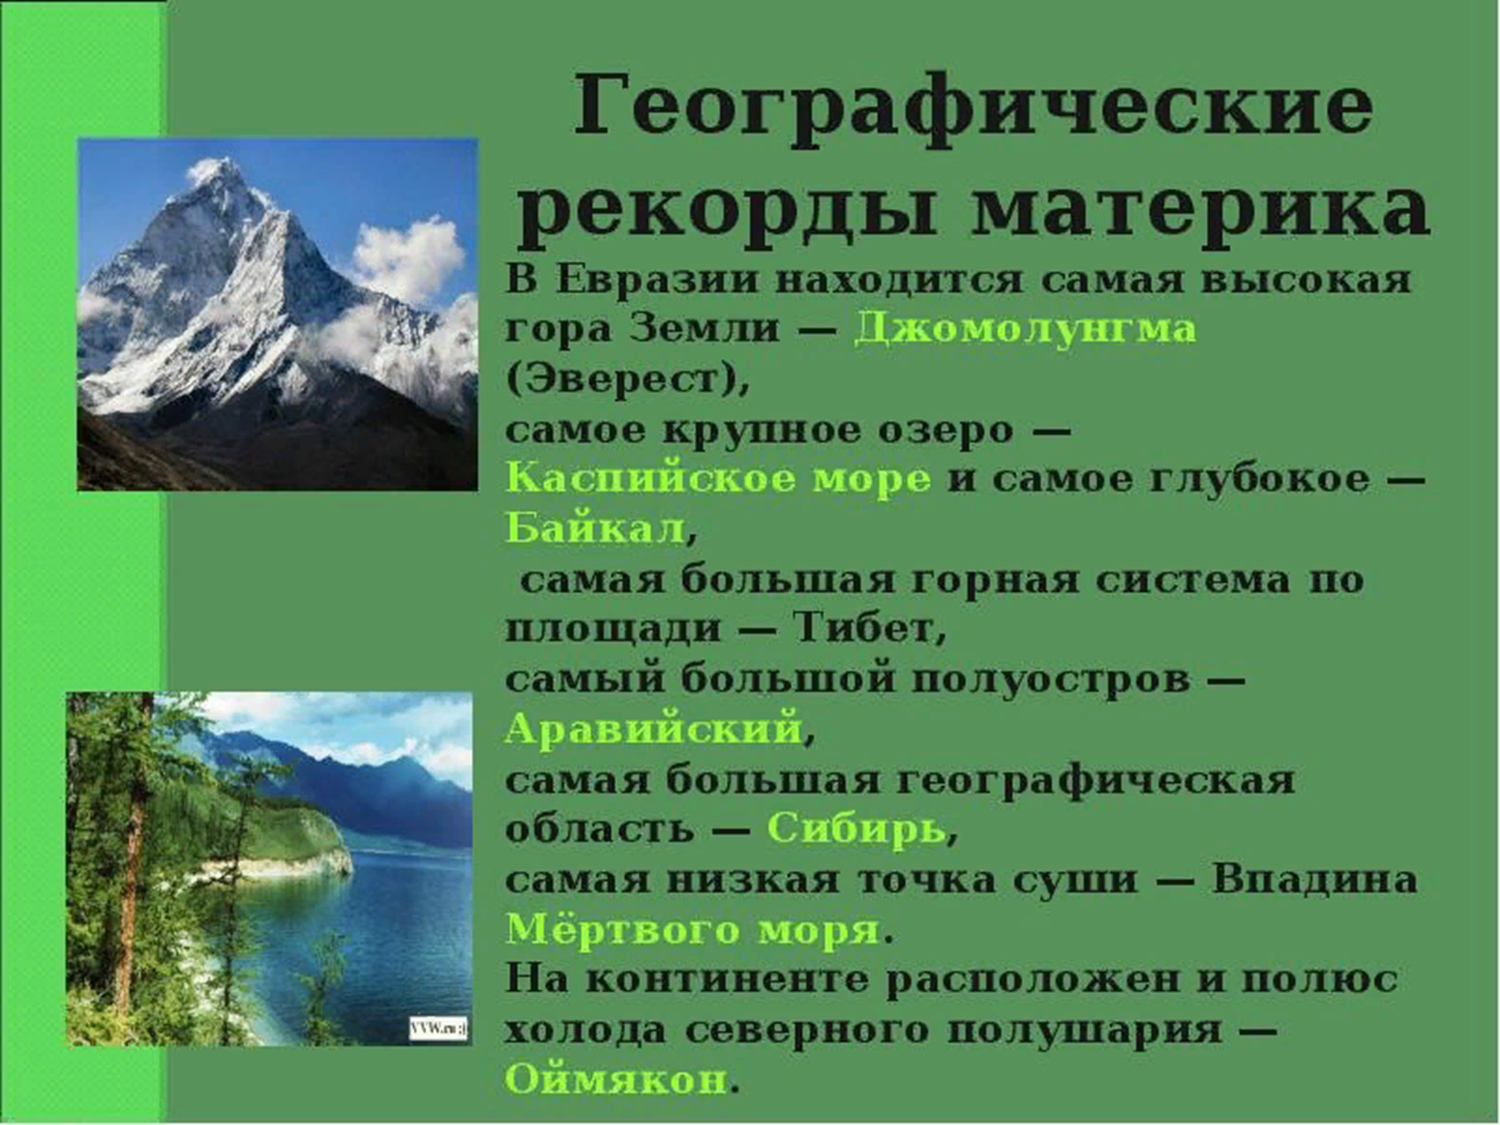 Географические
рекорды материка
В Евразии находится самая высокая
гора Земли — Джомолунгма
(Эверест),
самое крупное озеро —
Каспийское море и самое глубокое —
Байкал,
самая большая горная система по
площади — Тибет,
самый большой полуостров —
Аравийский,
самая большая географическая
область — Сибирь,
самая низкая точка суши — Впадина
Мёртвого моря.
На континенте расположен и полюс
холода северного полушария —
Оймякон.